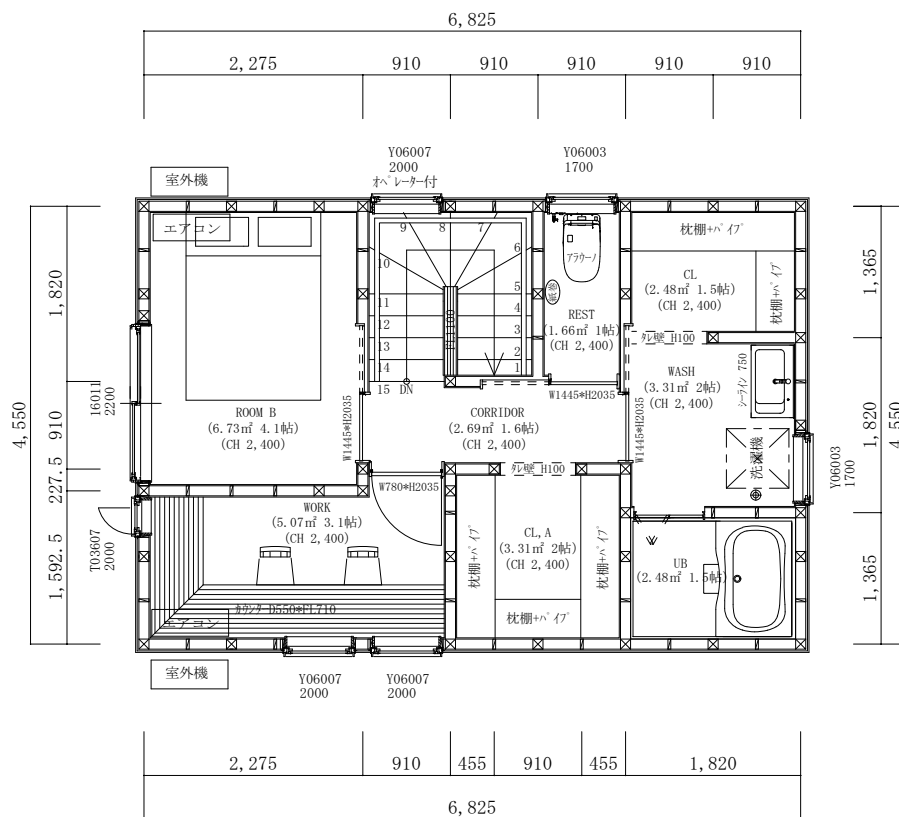 6,825
2,275
910
910
910
910
910
Y06007
2000
ｵﾍﾟﾚｰﾀｰ付
Y06003
1700
室外機
エアコン
9
8
7
6
5
4
3
2
1
10
11
12
13
14
15
DN
アラウーノ
紙巻
REST
(1.66㎡ 1帖)
(CH 2,400)
枕棚+ﾊﾟｲﾌﾟ
CL
(2.48㎡ 1.5帖)
(CH 2,400)
枕棚+ﾊﾟｲﾌﾟ
ﾀﾚ壁 H100
WASH
(3.31㎡ 2帖)
(CH 2,400)
シーライン 750
洗濯機
ROOM B
(6.73㎡ 4.1帖)
(CH 2,400)
W1445*H2035
CORRIDOR
(2.69㎡ 1.6帖)
(CH 2,400)
W1445*H2035
W1445*H2035
ﾀﾚ壁 H100
W780*H2035
WORK
(5.07㎡ 3.1帖)
(CH 2,400)
CL,A
(3.31㎡ 2帖)
(CH 2,400)
枕棚+ﾊﾟｲﾌﾟ
枕棚+ﾊﾟｲﾌﾟ
枕棚+ﾊﾟｲﾌﾟ
UB
(2.48㎡ 1.5帖)
ｶｳﾝﾀｰD550*FL710
エアコン
室外機
Y06007
2000
Y06007
2000
16011
2200
T03607
2000
Y06003
1700
4,550
1,820
910
227.5
1,592.5
1,365
1,820
1,365
4,550
2,275
910
455
910
455
1,820
6,825